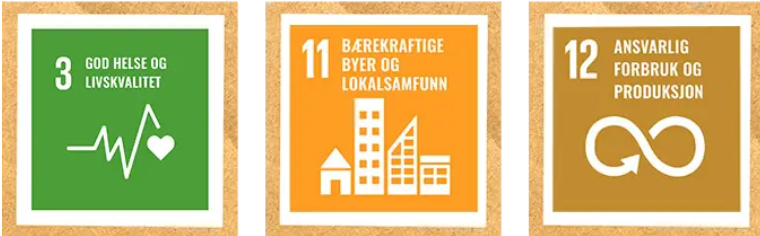 3
GOD HELSE OG
LIVSKVALITET
11
BÆREKRAFTIGE
BYER OG
LOKALSAMFUNN
12
ANSVARLIG
FORBRUK OG
PRODUKSJON